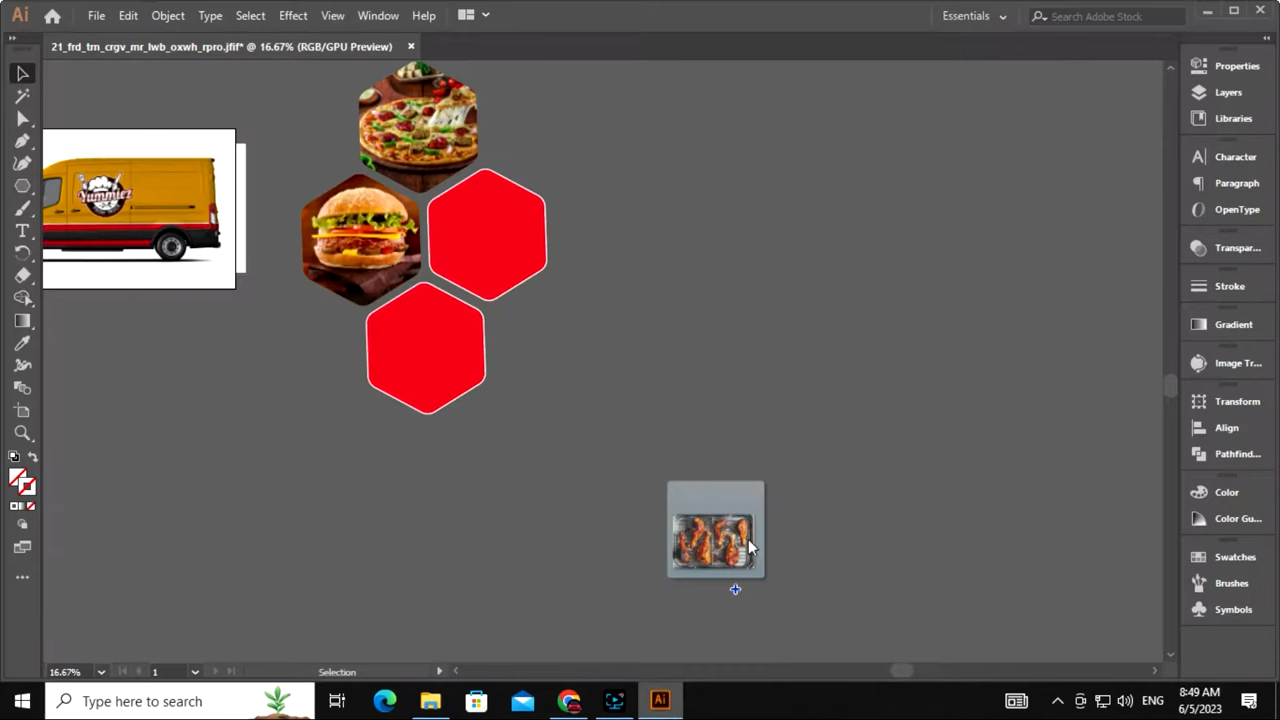 Ai File Edit Object Type Select Effect View Window Help Essentials Search Adobe Stock
21_frd_trn_crgv_mr_lwb_oxwh_rpro.jfif* @ 16.67% (RGB/GPU Preview)
Yummiez
Properties
Layers
Libraries
Character
Paragraph
OpenType
Transpar...
Stroke
Gradient
Image Tr...
Transform
Align
Pathfind...
Color
Color Gu...
Swatches
Brushes
Symbols
16.67% 1 Selection
Type here to search Ai ENG 8:49 AM
6/5/2023